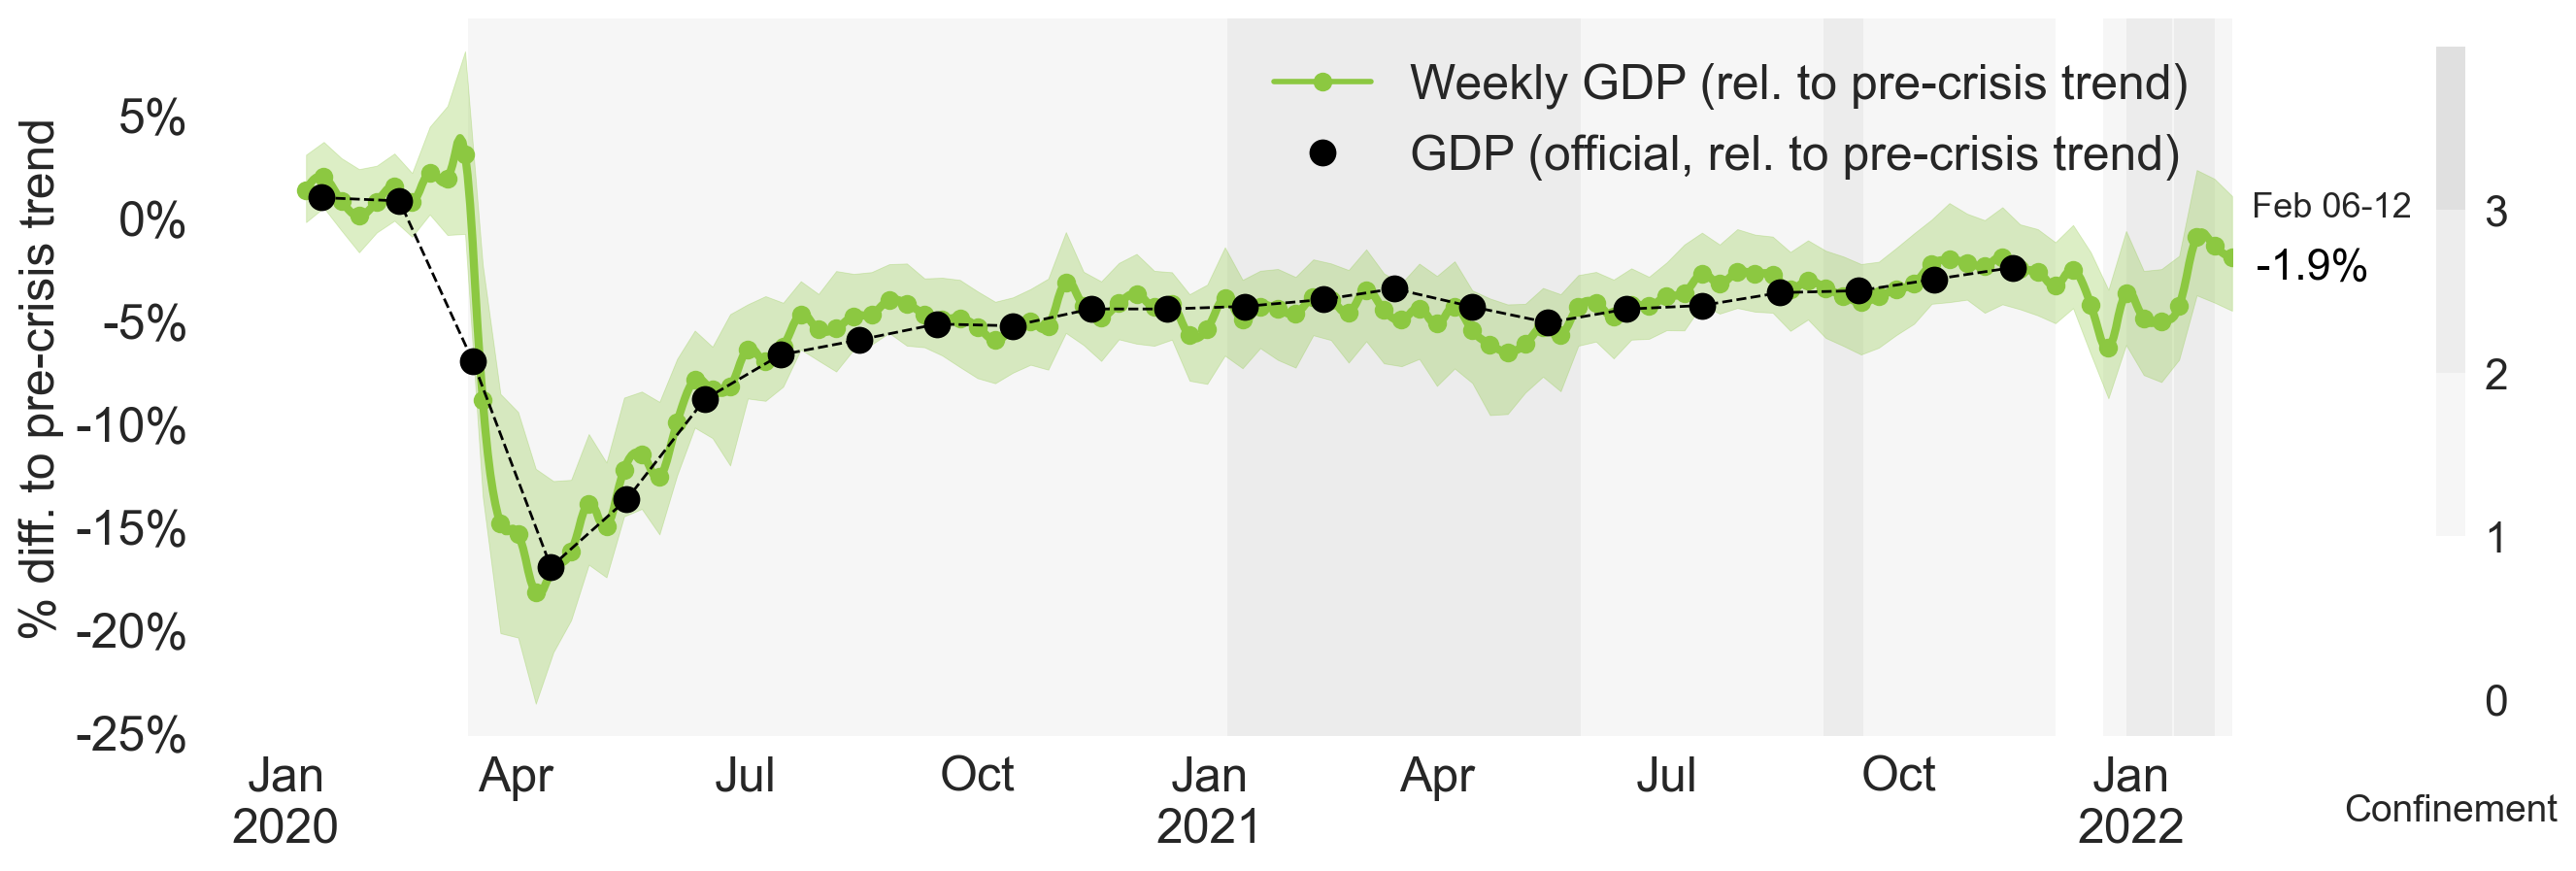 Weekly GDP (rel. to pre-crisis trend)
GDP (official, rel. to pre-crisis trend)
% diff. to pre-crisis trend
5%
0%
-5%
-10%
-15%
-20%
-25%
Jan
2020
Apr
Jul
Oct
Jan
2021
Apr
Jul
Oct
Jan
2022
Feb 06-12
-1.9%
3
2
1
0
Confinement